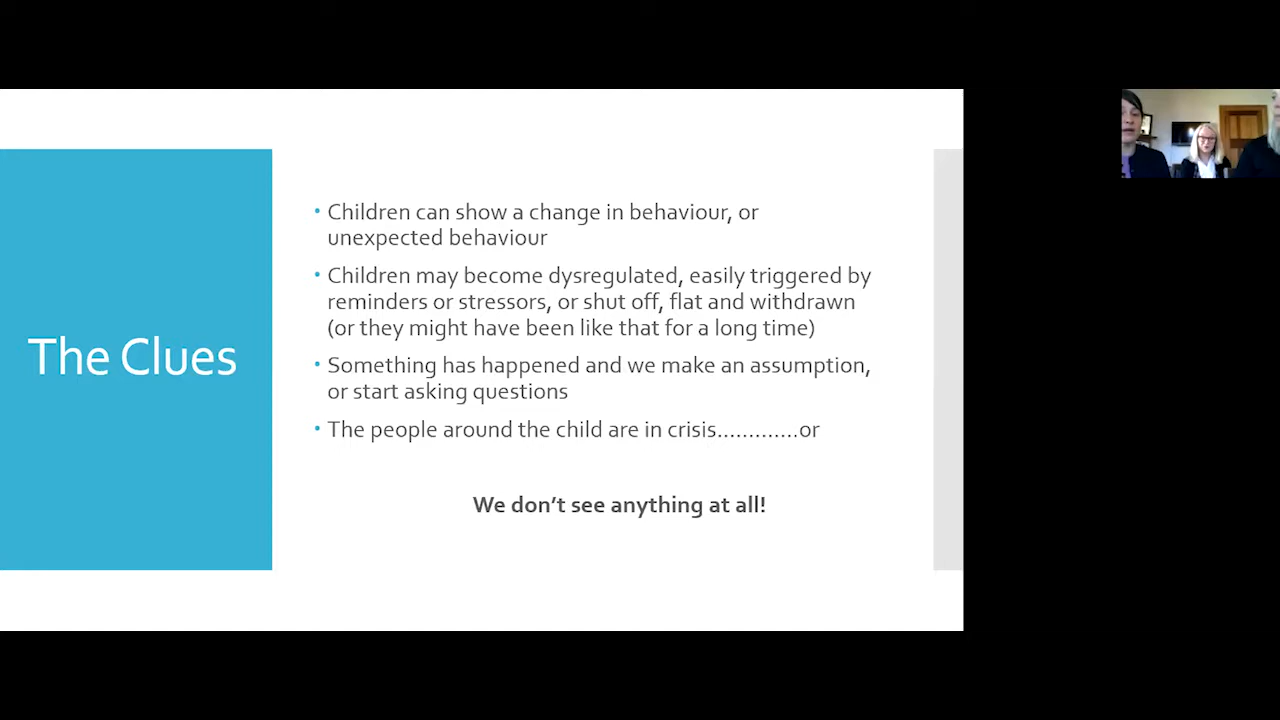 The Clues
• Children can show a change in behaviour, or
unexpected behaviour
• Children may become dysregulated, easily triggered by
reminders or stressors, or shut off, flat and withdrawn
(or they might have been like that for a long time)
• Something has happened and we make an assumption,
or start asking questions
• The people around the child are in crisis.............or
We don’t see anything at all!